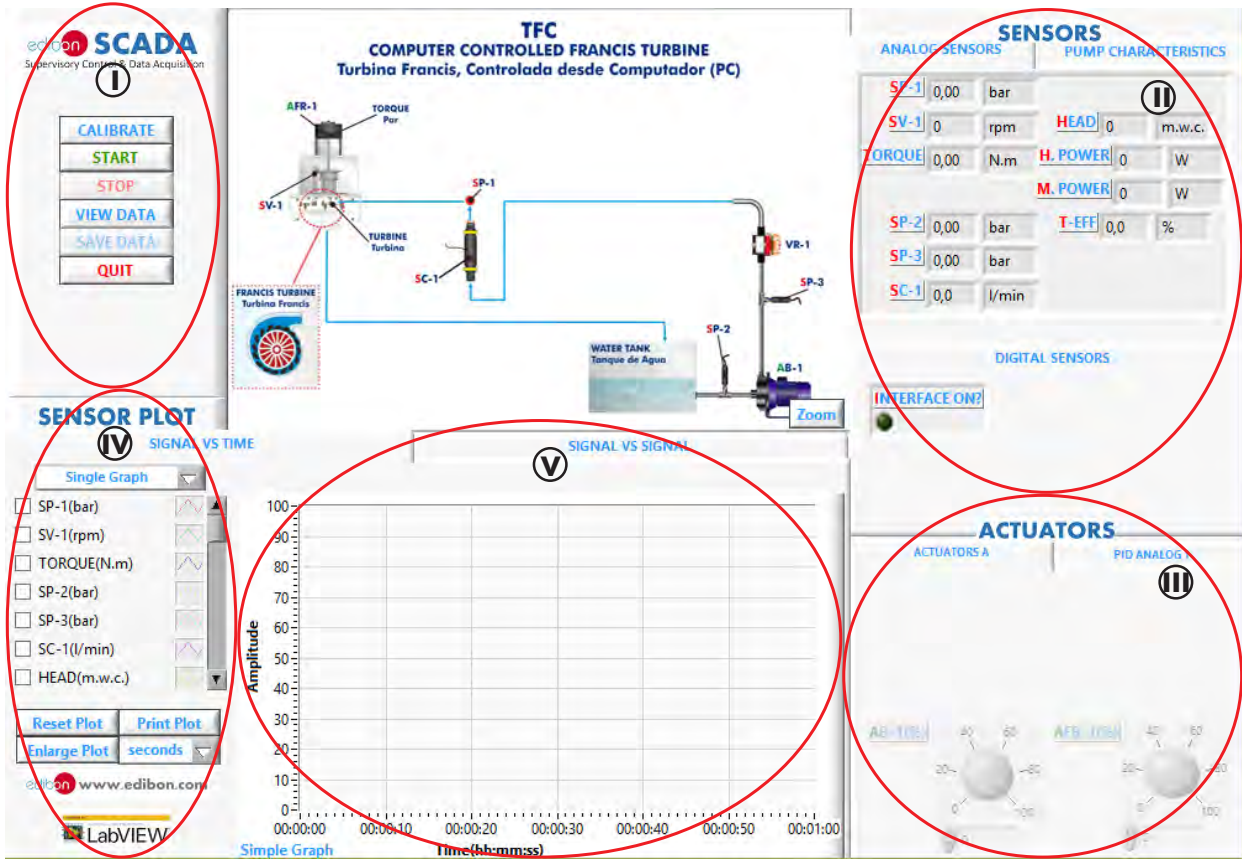 edibon SCADA
Supervisory Control & Data Acquisition
I
CALIBRATE
START
STOP
VIEW DATA
SAVE DATA
QUIT
TFC
COMPUTER CONTROLLED FRANCIS TURBINE
Turbina Francis, Controlada desde Computador (PC)
AFR-1
TORQUE
Par
SV-1
SP-1
TURBINE
Turbina
SC-1
VR-1
SP-3
FRANCIS TURBINE
Turbina Francis
SP-2
WATER TANK
Tanque de Agua
AB-1
Zoom
SENSORS
ANALOG SENSORS
PUMP CHARACTERISTICS
II
SP-1 0,00 bar
SV-1 0 rpm
HEAD 0 m.w.c.
TORQUE 0,00 N.m
H. POWER 0 W
M. POWER 0 W
SP-2 0,00 bar
T-EFF 0,0 %
SP-3 0,00 bar
SC-1 0,0 l/min
DIGITAL SENSORS
INTERFACE ON?
SENSOR PLOT
IV
SIGNAL VS TIME
SIGNAL VS SIGNAL
V
Single Graph
SP-1(bar)
SV-1(rpm)
TORQUE(N.m)
SP-2(bar)
SP-3(bar)
SC-1(l/min)
HEAD(m.w.c.)
Reset Plot Print Plot
Enlarge Plot seconds
edibon www.edibon.com
LabVIEW
Amplitude
100
90
80
70
60
50
40
30
20
10
0
00:00:00 00:00:10 00:00:20 00:00:30 00:00:40 00:00:50 00:01:00
Simple Graph
Time(hh:mm:ss)
ACTUATORS
ACTUATORS A
PID ANALOG
III
AB-1(%)
0 20 40 60 80 100
0 20 40 60 80 100